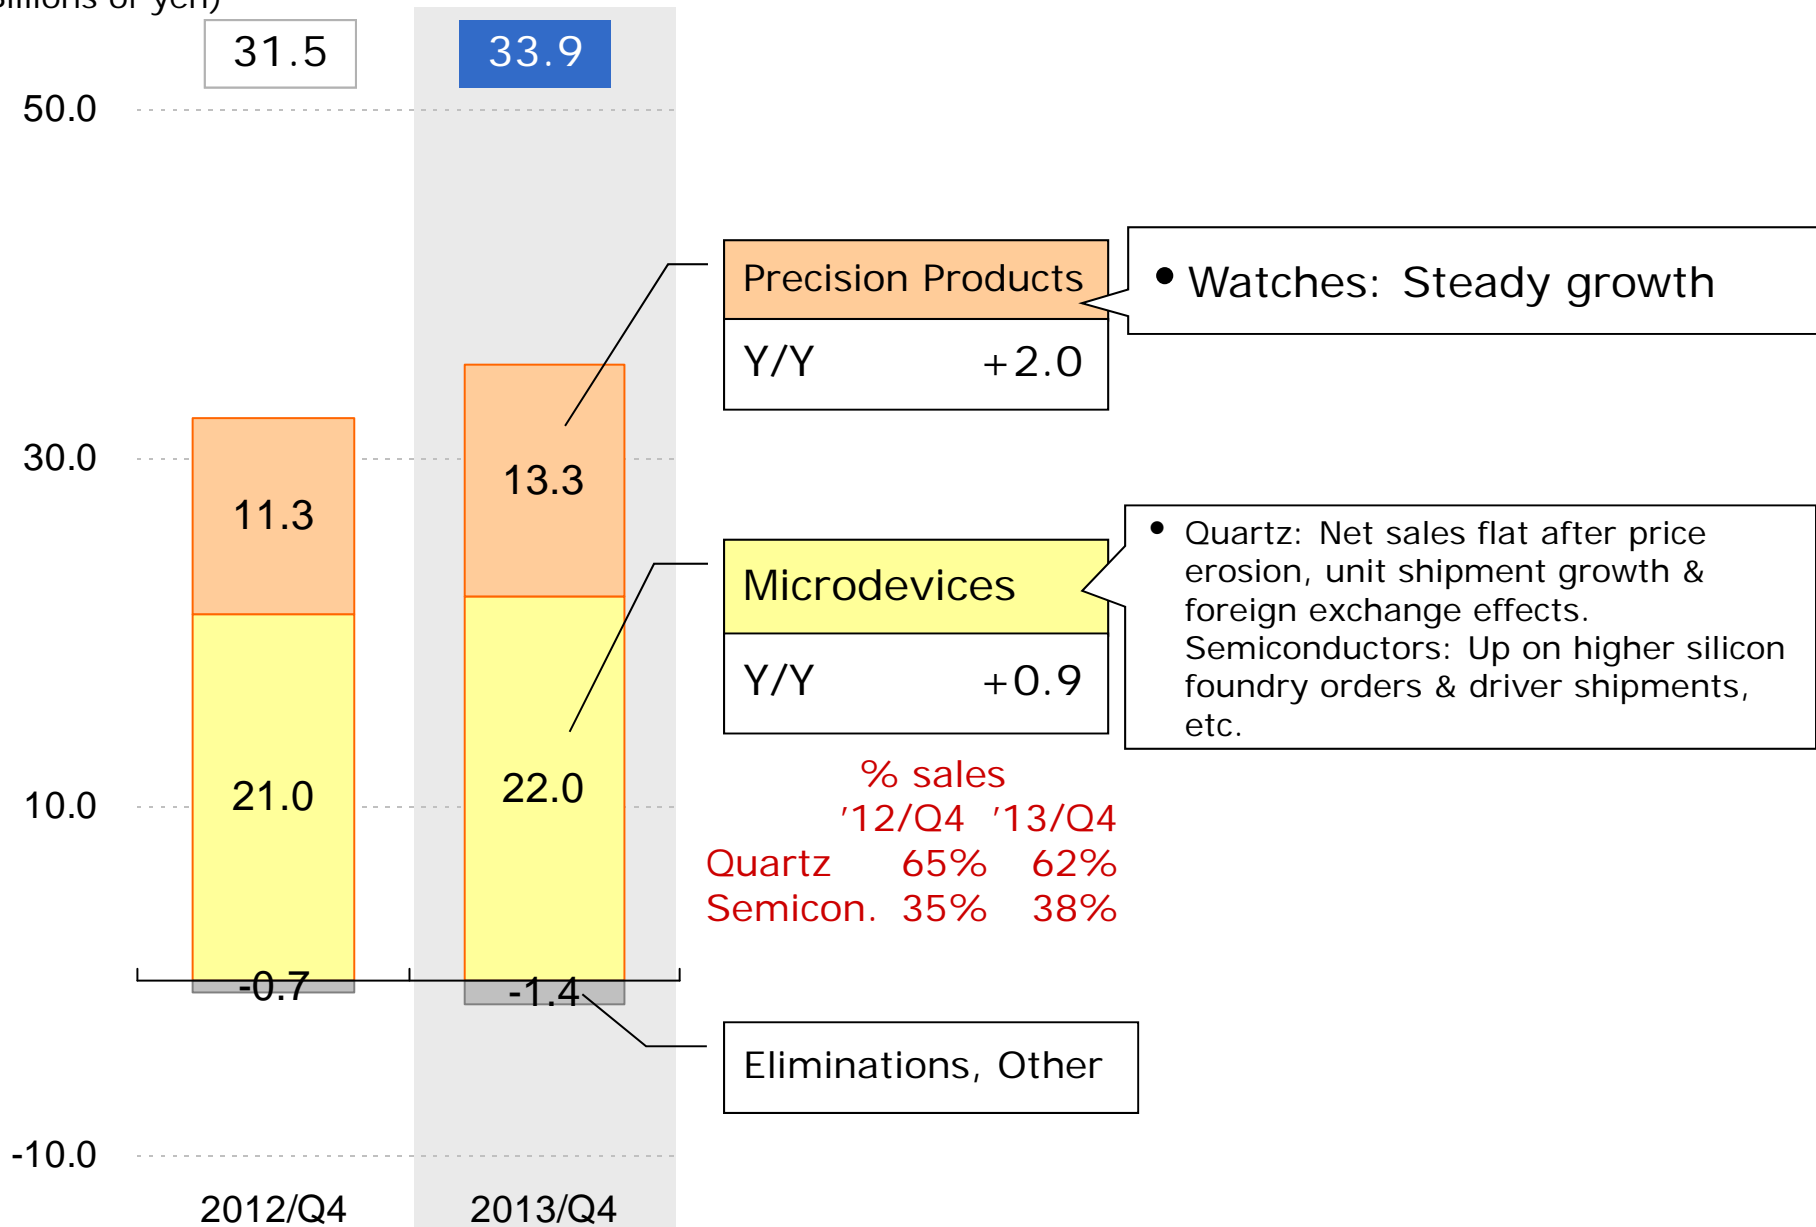 of yen)
31.5
33.9
50.0
30.0
10.0
-10.0
11.3
21.0
-0.7
13.3
22.0
-1.4
2012/Q4
2013/Q4
Precision Products
Y/Y +2.0
• Watches: Steady growth
Microdevices
Y/Y +0.9
• Quartz: Net sales flat after price
erosion, unit shipment growth &
foreign exchange effects.
Semiconductors: Up on higher silicon
foundry orders & driver shipments,
etc.
% sales
'12/Q4 '13/Q4
Quartz 65% 62%
Semicon. 35% 38%
Eliminations, Other